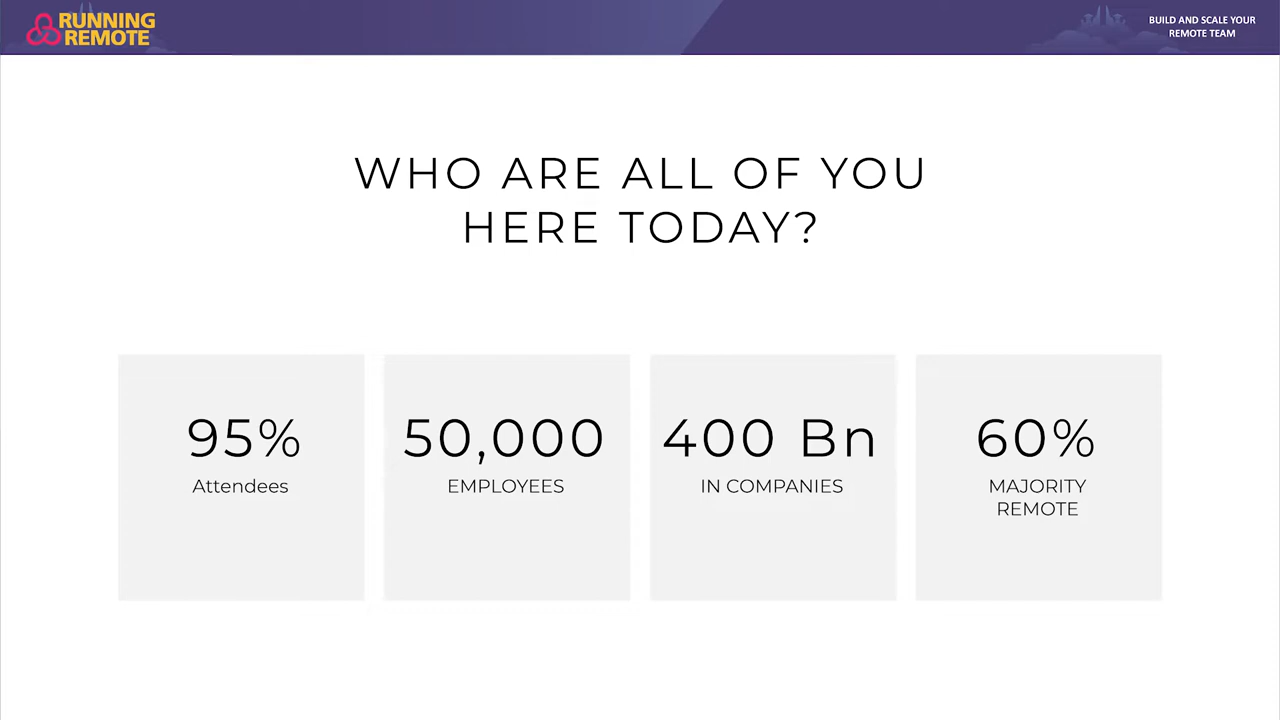 RUNNING
REMOTE
BUILD AND SCALE YOUR
REMOTE TEAM
WHO ARE ALL OF YOU
HERE TODAY?
95%
Attendees
50,000
EMPLOYEES
400 Bn
IN COMPANIES
60%
MAJORITY
REMOTE